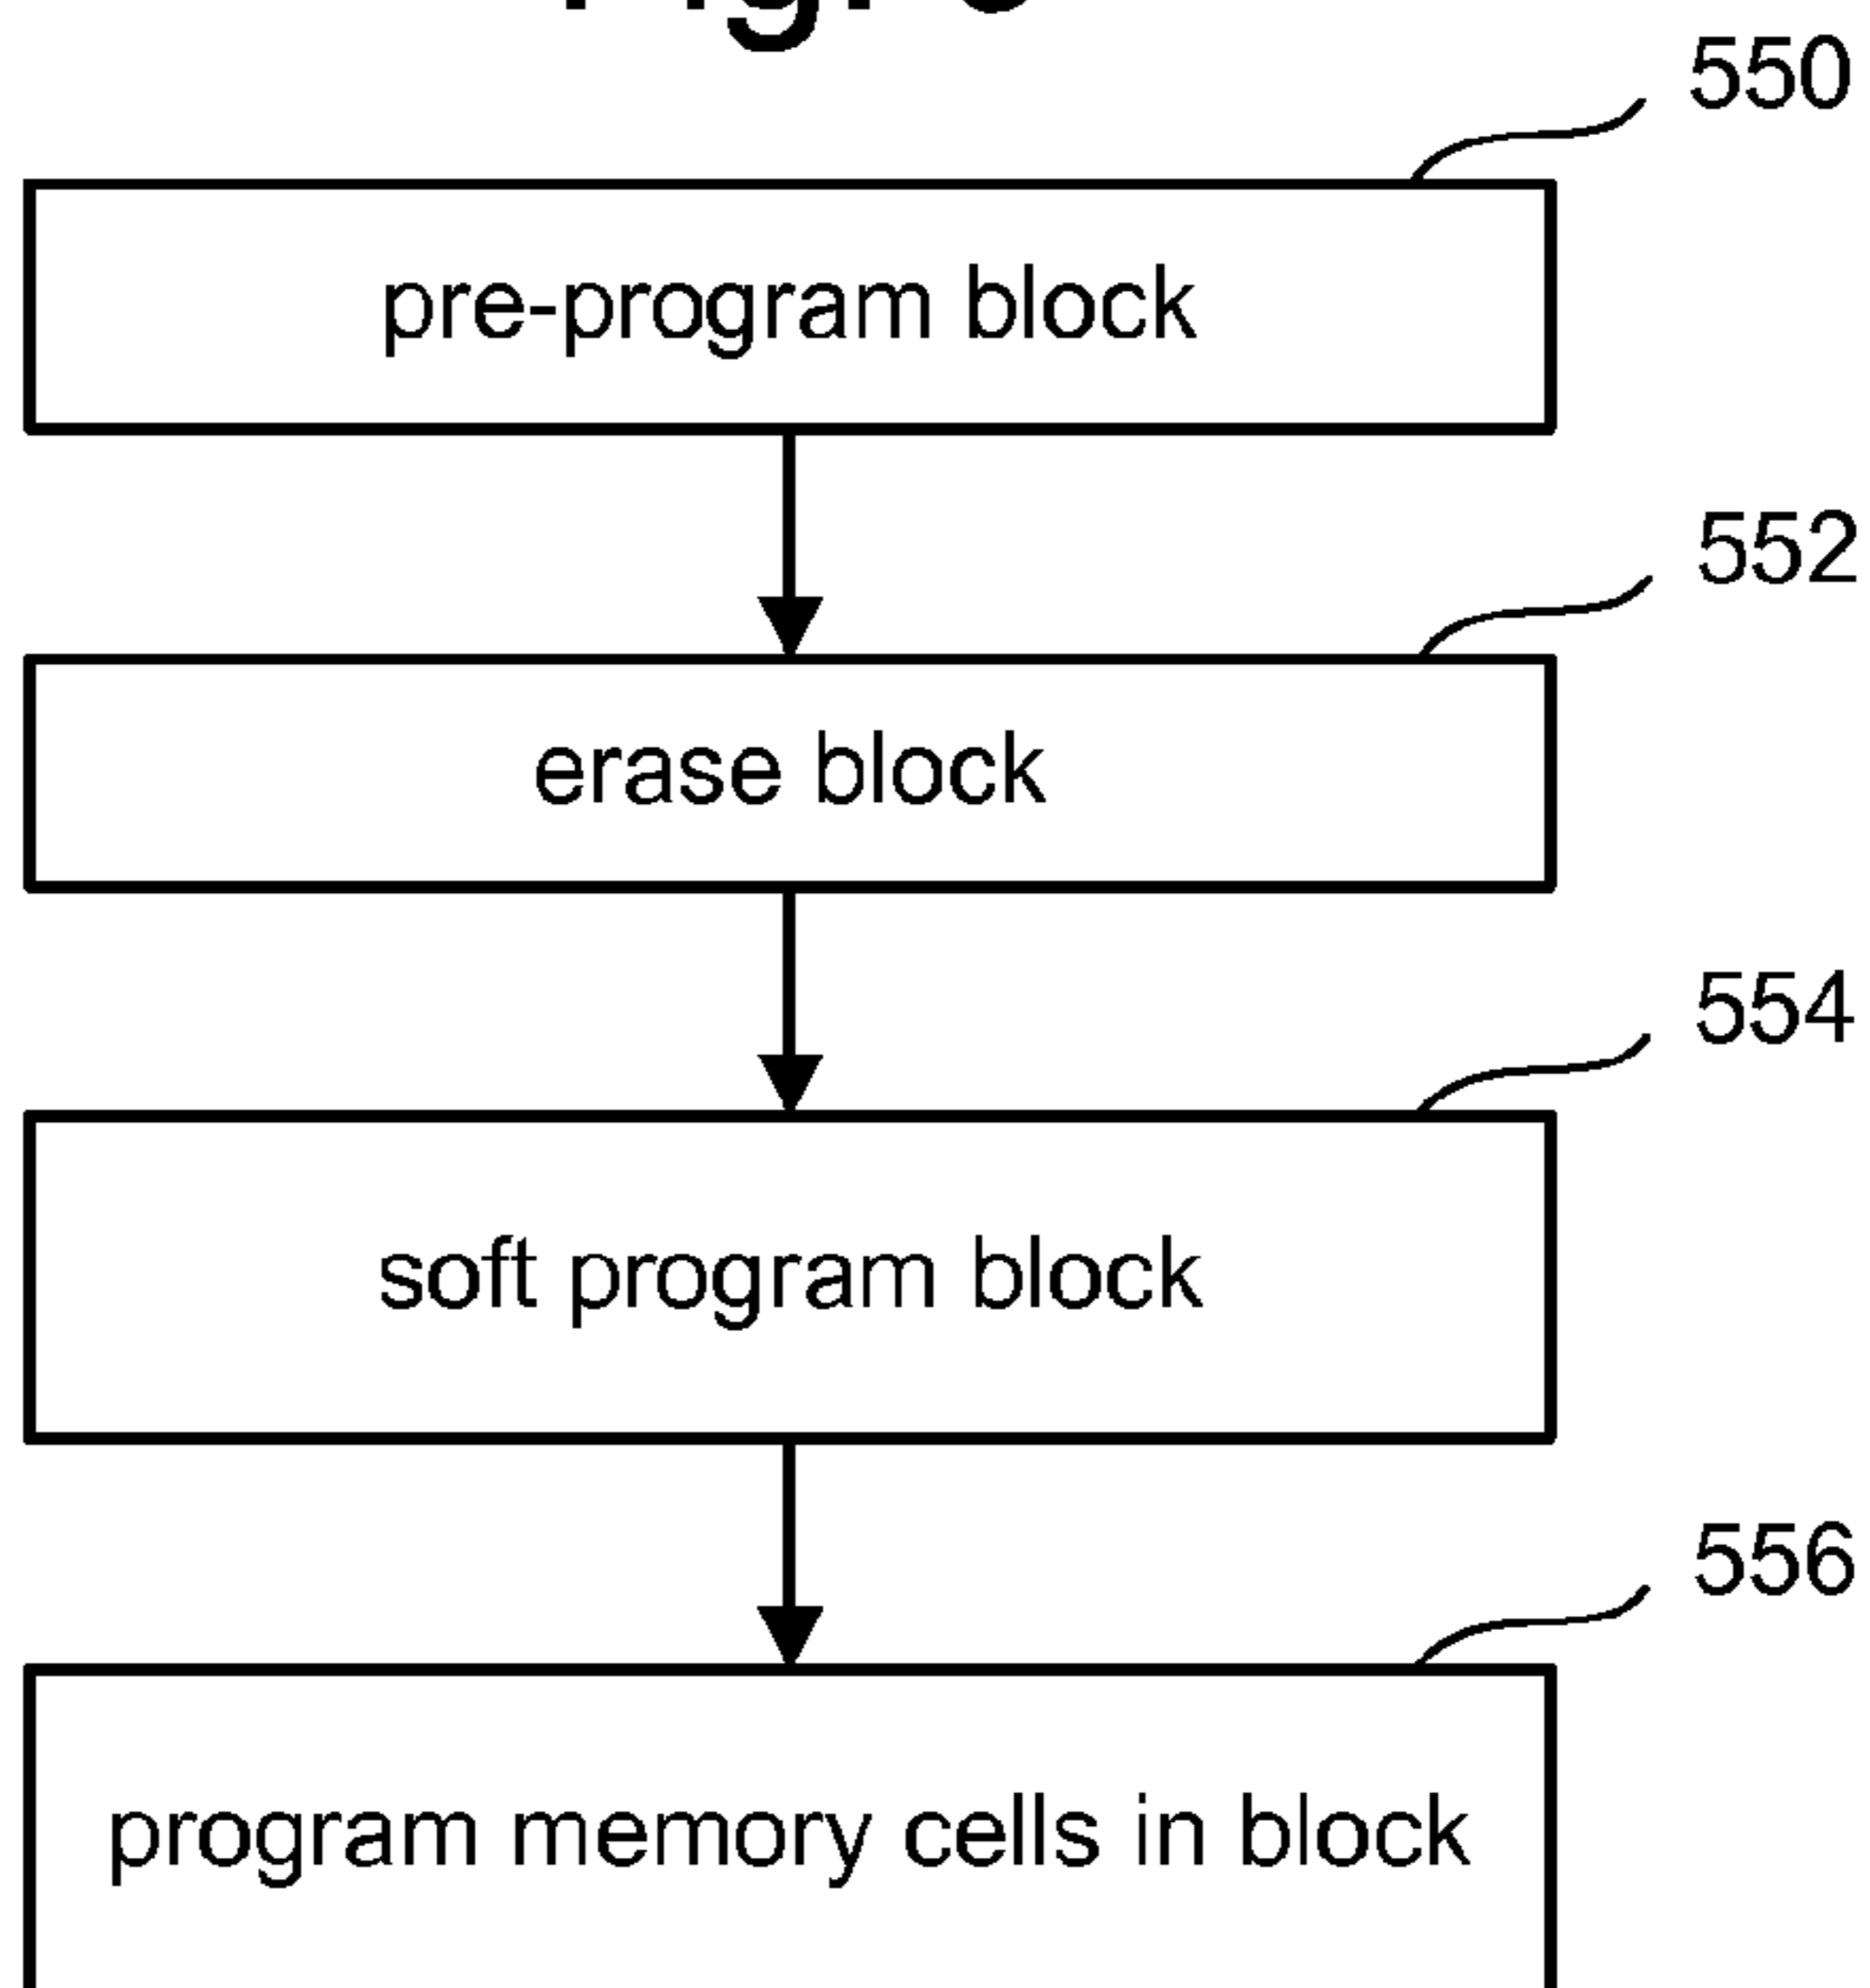 550
pre-program block
552
erase block
554
soft program block
556
program memory cells in block